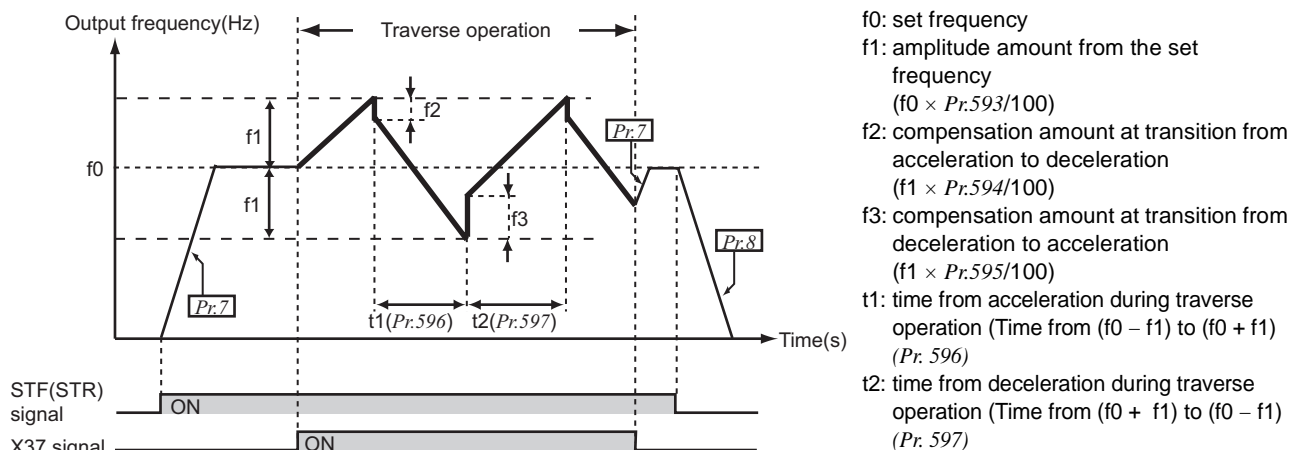 Output frequency(Hz)
Traverse operation
f1
f2
Pr.7
f0
f1
f3
Pr.8
Pr.7
t1(Pr.596)
t2(Pr.597)
Time(s)
STF(STR)
signal
ON
X37 signal
ON
f0: set frequency
f1: amplitude amount from the set
frequency
(f0 × Pr.593/100)
f2: compensation amount at transition from
acceleration to deceleration
(f1 × Pr.594/100)
f3: compensation amount at transition from
deceleration to acceleration
(f1 × Pr.595/100)
t1: time from acceleration during traverse
operation (Time from (f0 – f1) to (f0 + f1)
(Pr. 596)
t2: time from deceleration during traverse
operation (Time from (f0 + f1) to (f0 – f1)
(Pr. 597)